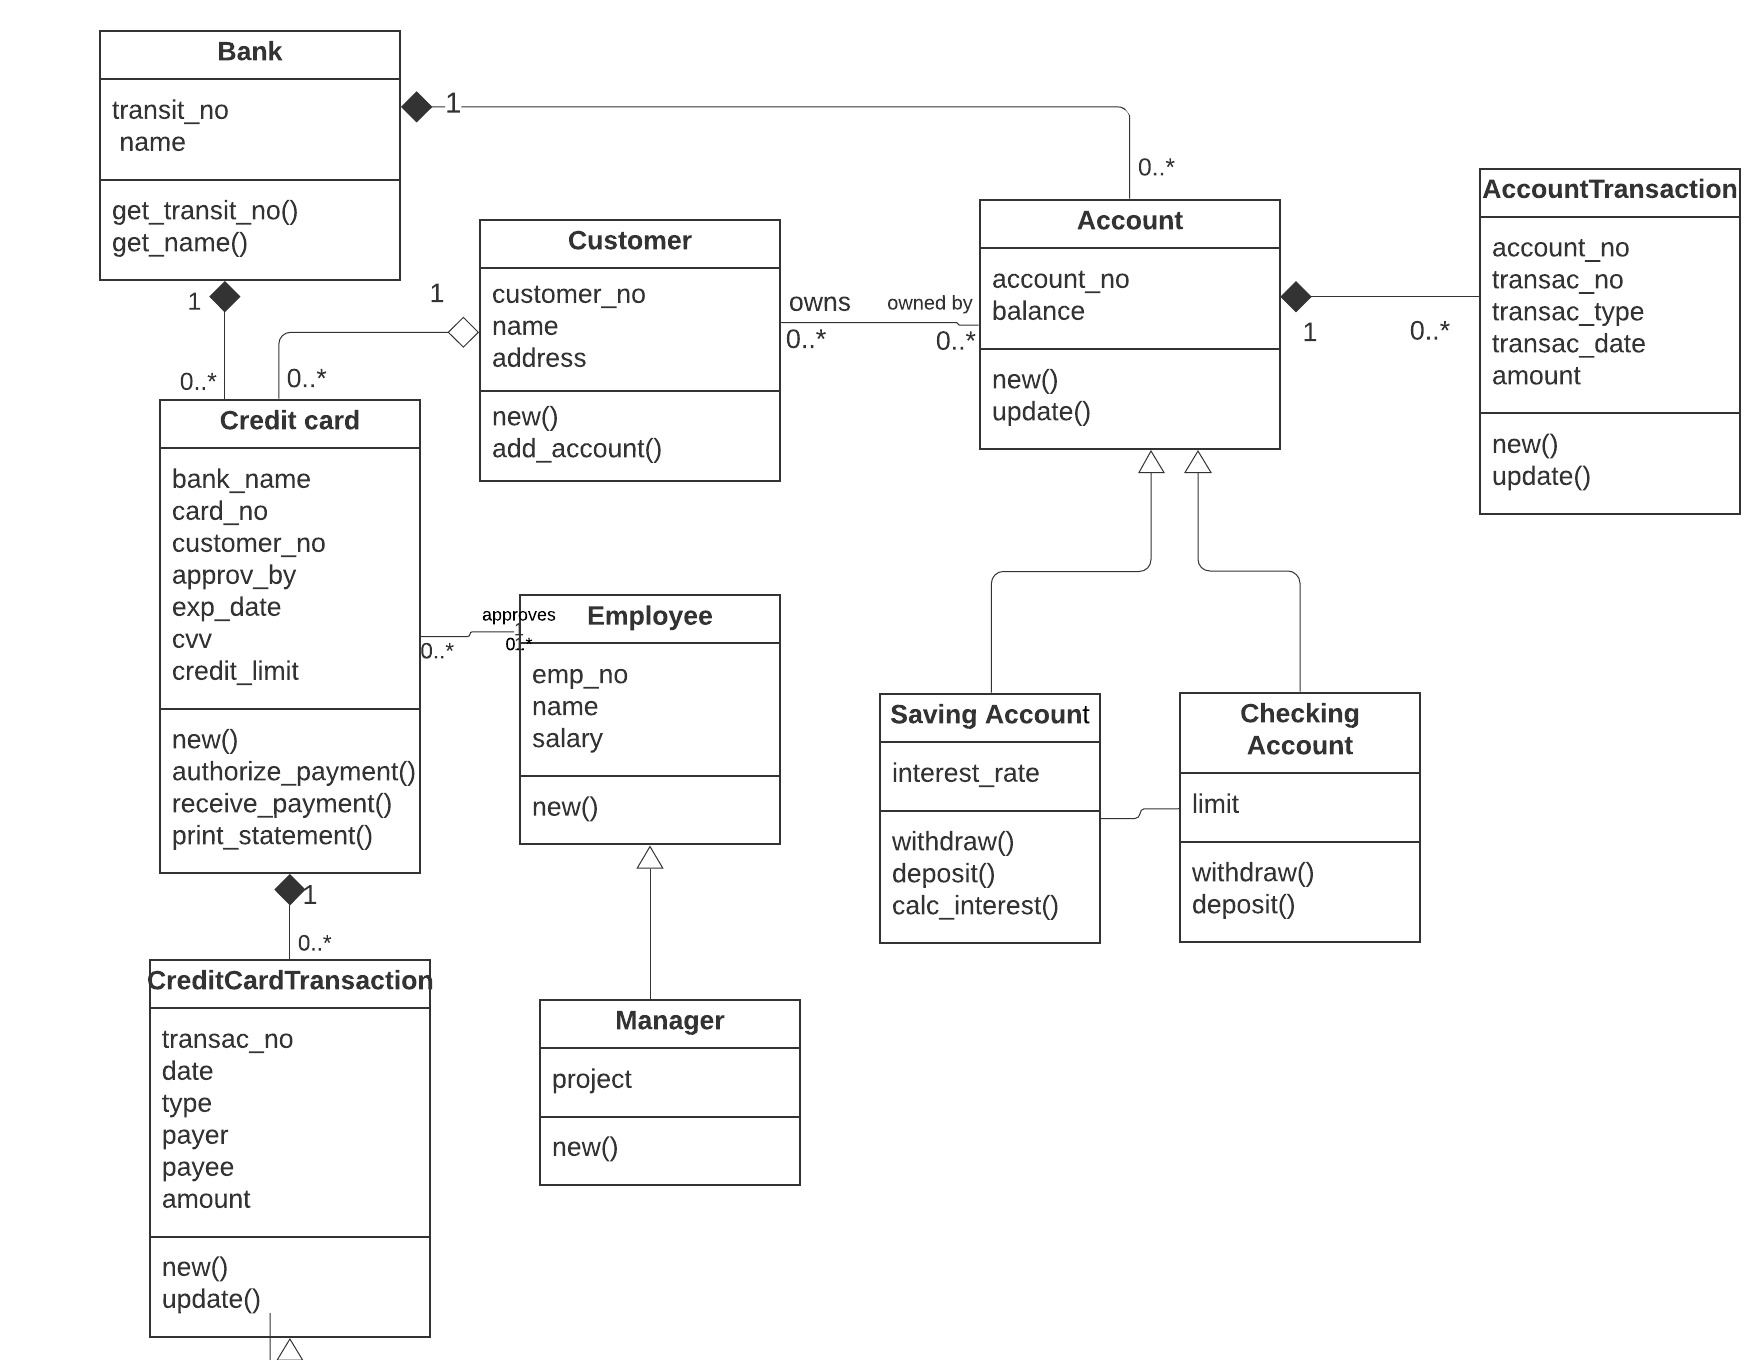 Bank
transit_no
name
get_transit_no()
get_name()
1
0..*
1
0..*
1
0..*
Customer
customer_no
name
address
new()
add_account()
owns
0..*
owned by
0..*
Account
account_no
balance
new()
update()
1
0..*
AccountTransaction
account_no
transac_no
transac_type
transac_date
amount
new()
update()
Credit card
bank_name
card_no
customer_no
approv_by
exp_date
cvv
credit_limit
new()
authorize_payment()
receive_payment()
print_statement()
0..*
approves
Employee
emp_no
name
salary
new()
Saving Account
interest_rate
withdraw()
deposit()
calc_interest()
Checking
Account
limit
withdraw()
deposit()
1
0..*
CreditCardTransaction
transac_no
date
type
payer
payee
amount
new()
update()
Manager
project
new()